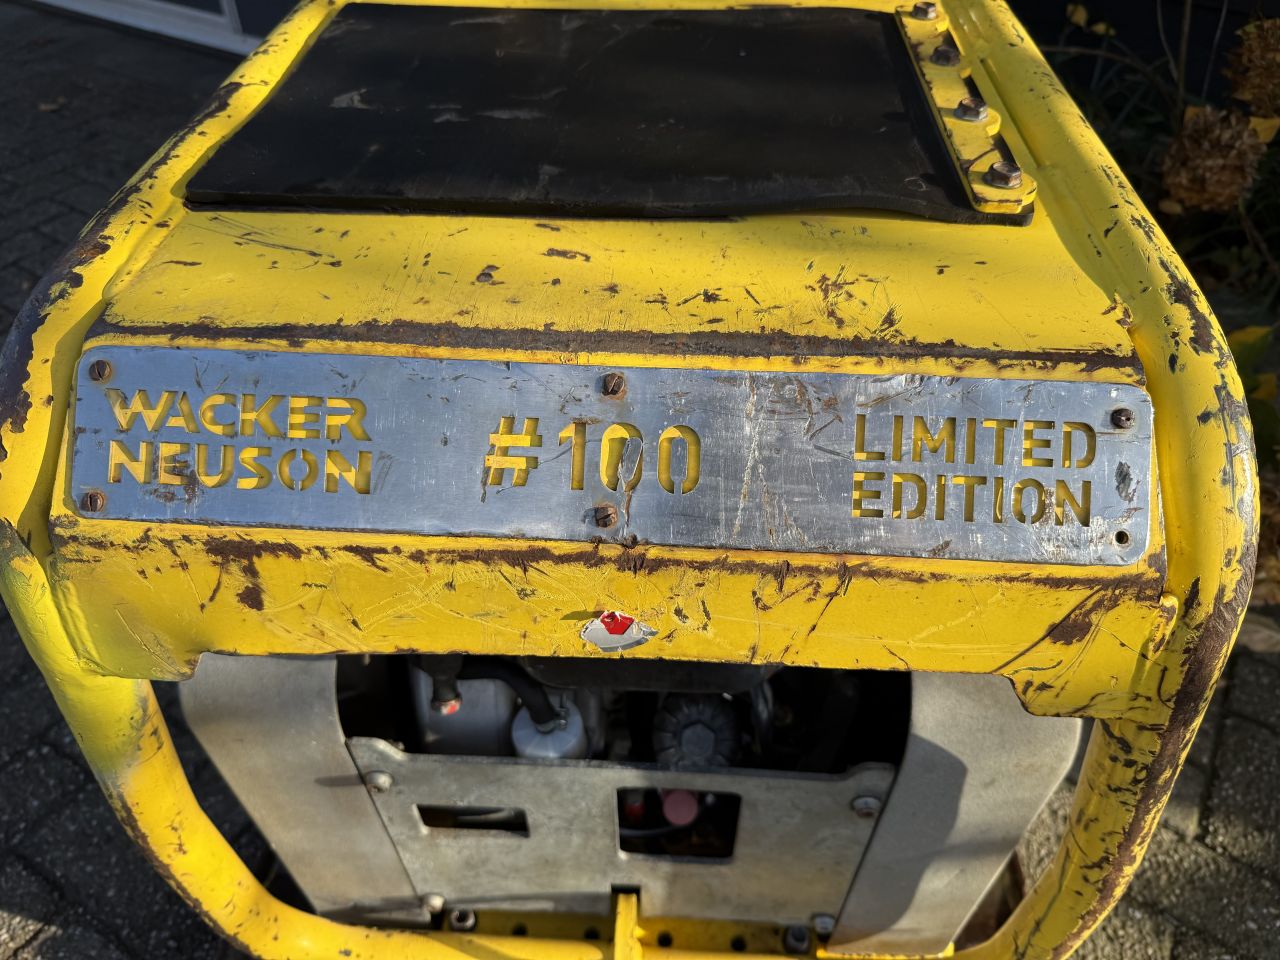 WACKER
NEUSON
#100
LIMITED
EDITION